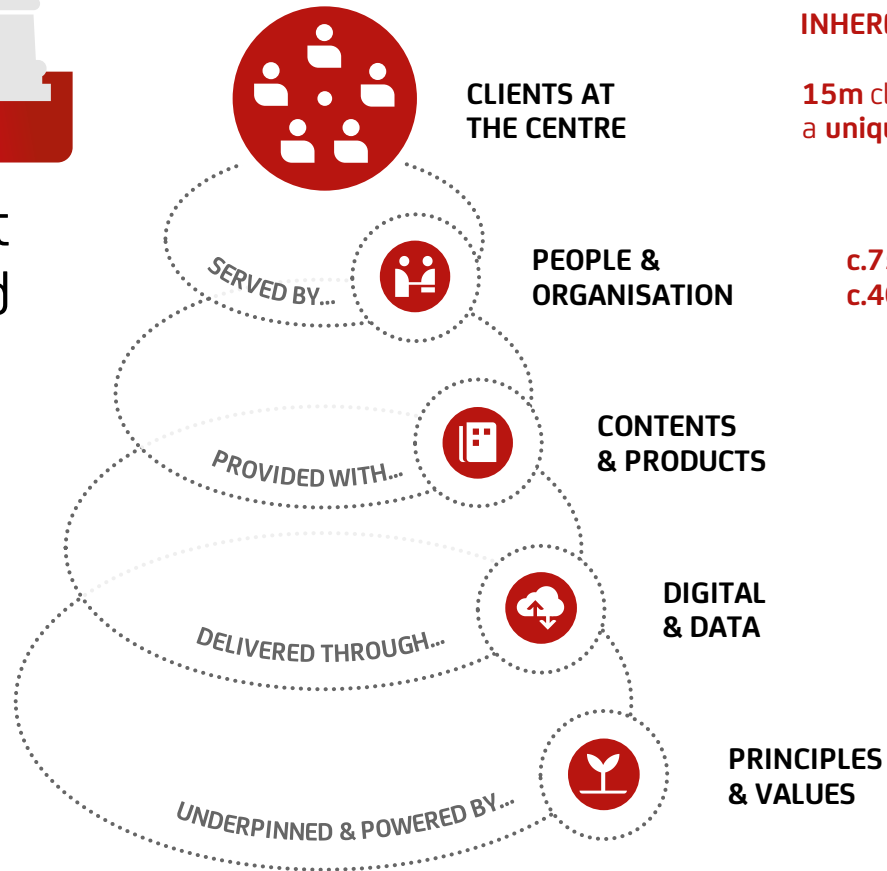 CLIENTS AT
THE CENTRE
15m
a
SERVED BY...
PEOPLE &
ORGANISATION
PROVIDED WITH...
CONTENTS
& PRODUCTS
DELIVERED THROUGH...
DIGITAL
& DATA
UNDERPINNED & POWERED BY...
PRINCIPLES
& VALUES